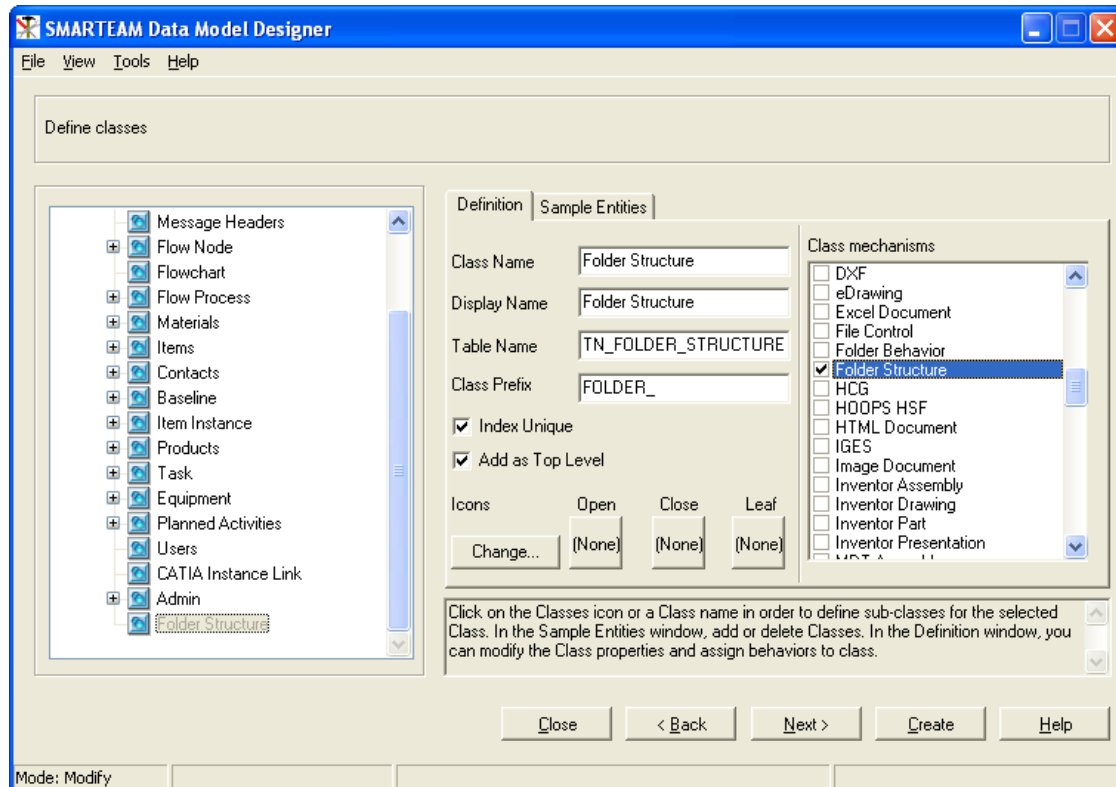 SMARTEAM Data Model Designer
File View Tools Help
Define classes
Message Headers
Flow Node
Flowchart
Flow Process
Materials
Items
Contacts
Baseline
Item Instance
Products
Task
Equipment
Planned Activities
Users
CATIA Instance Link
Admin
Folder Structure
Definition Sample Entities
Class Name Folder Structure
Display Name Folder Structure
Table Name TN_FOLDER_STRUCTURE
Class Prefix FOLDER_
Index Unique
Add as Top Level
Icons Open Close Leaf
Change... (None) (None) (None)
Class mechanisms
DXF
eDrawing
Excel Document
File Control
Folder Behavior
Folder Structure
HCG
HOOPS HSF
HTML Document
IGES
Image Document
Inventor Assembly
Inventor Drawing
Inventor Part
Inventor Presentation
Click on the Classes icon or a Class name in order to define sub-classes for the selected
Class. In the Sample Entities window, add or delete Classes. In the Definition window, you
can modify the Class properties and assign behaviors to class.
Close < Back Next > Create Help
Mode: Modify